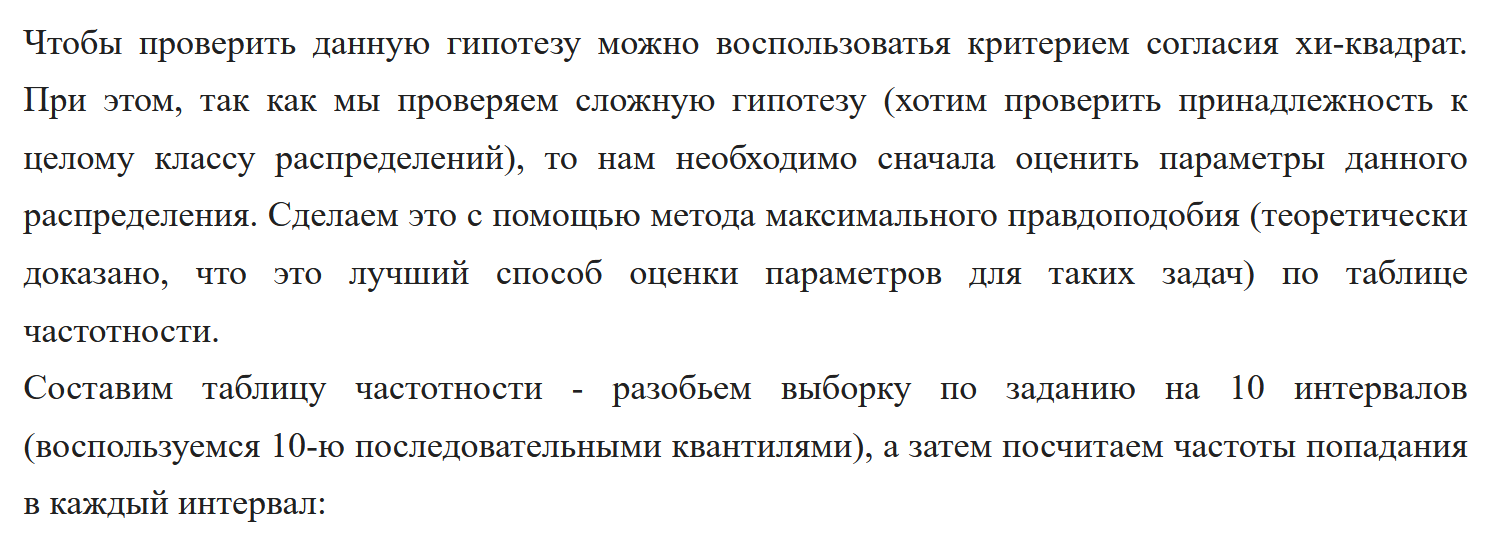 Чтобы проверить данную гипотезу можно воспользоватья критерием согласия хи-квадрат.
При этом, так как мы проверяем сложную гипотезу (хотим проверить принадлежность к
целому классу распределений), то нам необходимо сначала оценить параметры данного
распределения. Сделаем это с помощью метода максимального правдоподобия (теоретически
доказано, что это лучший способ оценки параметров для таких задач) по таблице
частотности.
Составим таблицу частотности - разобьем выборку по заданию на 10 интервалов
(воспользуемся 10-ю последовательными квантилями), а затем посчитаем частоты попадания
в каждый интервал: